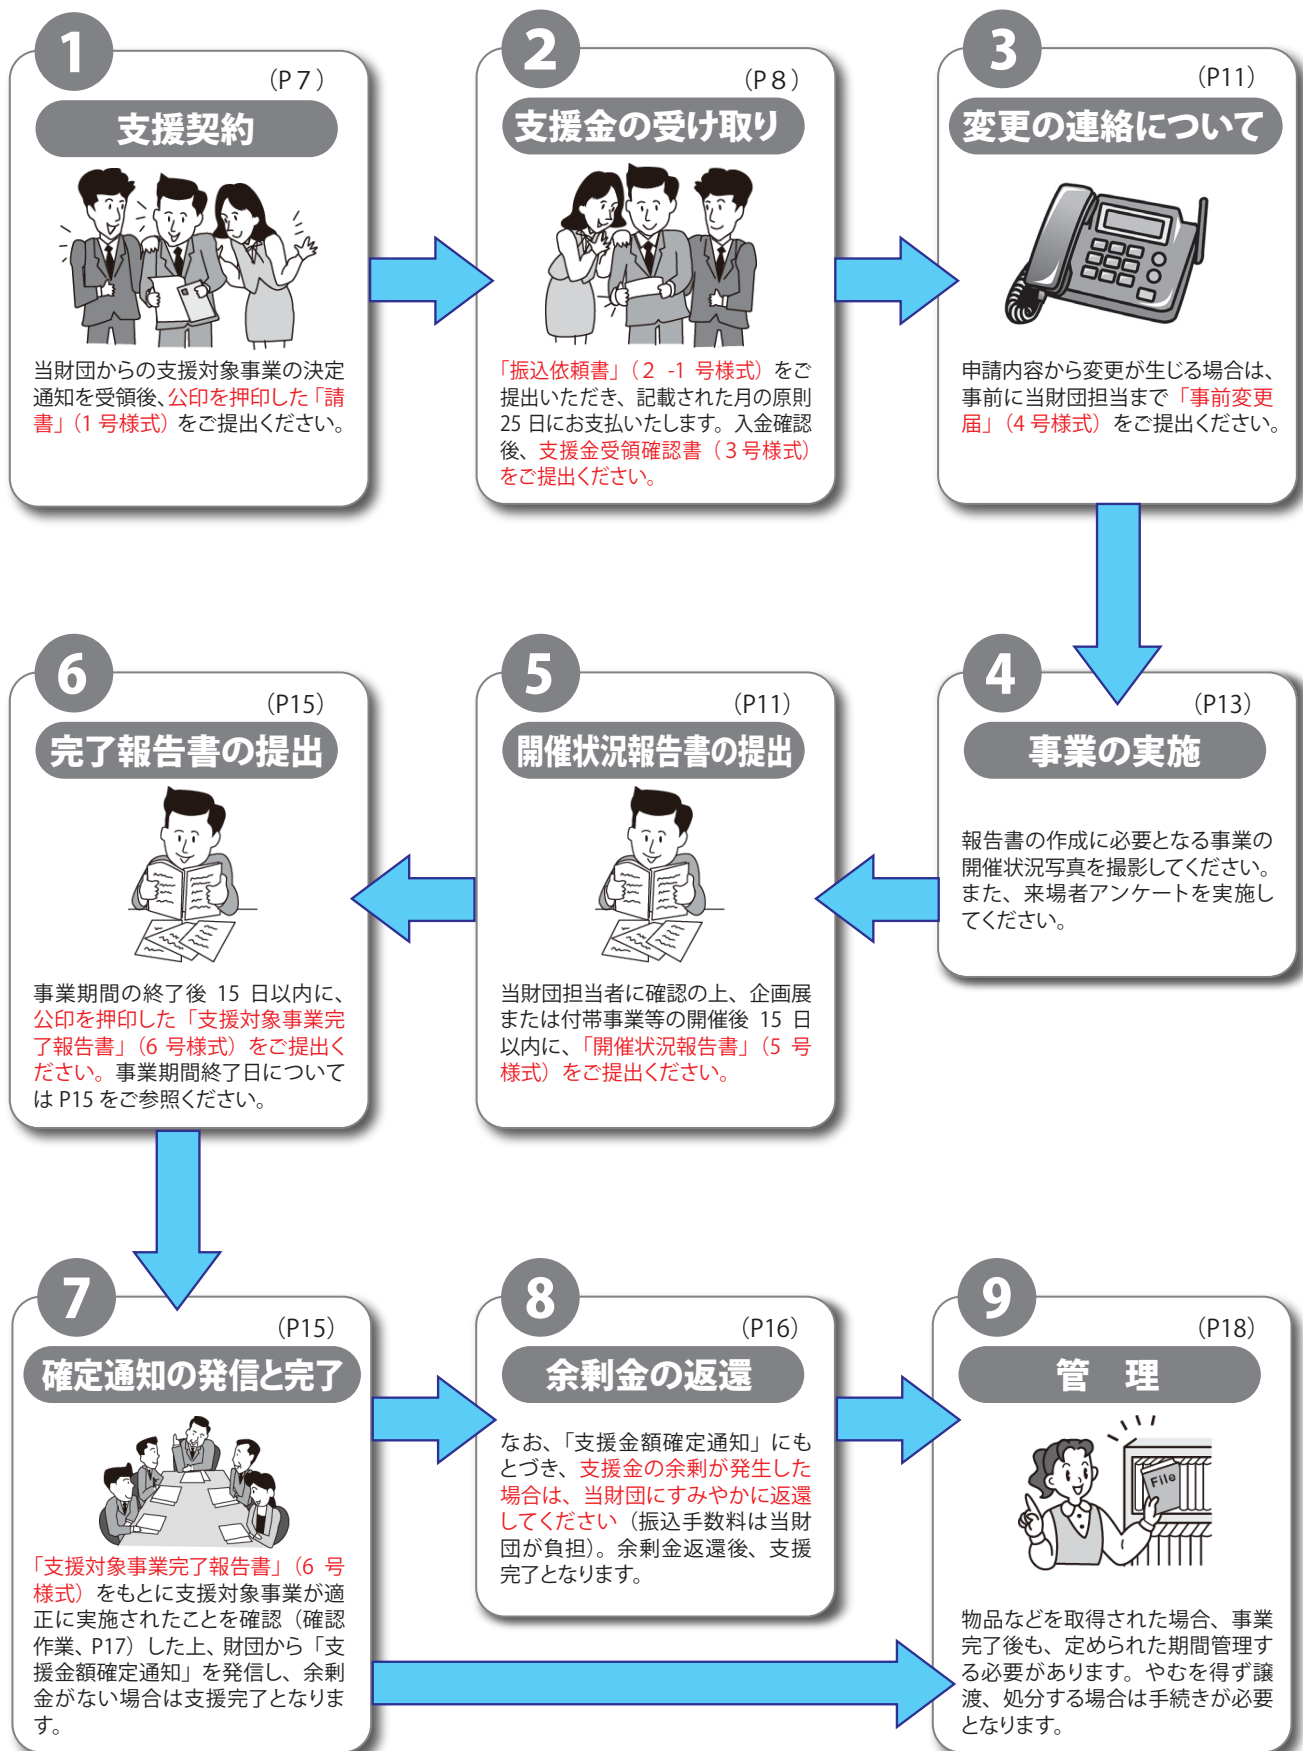 1
（P７）
支援契約
当財団からの支援対象事業の決定
通知を受領後、公印を押印した「請
書」（1 号様式）をご提出ください。
2
（P８）
支援金の受け取り
「振込依頼書」（２ -1 号様式）をご
提出いただき、記載された月の原則
25 日にお支払いたします。入金確認
後、支援金受領確認書（３号様式）
をご提出ください。
3
（P11）
変更の連絡について
申請内容から変更が生じる場合は、
事前に当財団担当まで「事前変更
届」（4 号様式）をご提出ください。
4
（P13）
事業の実施
報告書の作成に必要となる事業の
開催状況写真を撮影してください。
また、来場者アンケートを実施し
てください。
5
（P11）
開催状況報告書の提出
当財団担当者に確認の上、企画展
または付帯事業等の開催後 15 日
以内に、「開催状況報告書」（5 号
様式）をご提出ください。
6
（P15）
完了報告書の提出
事業期間の終了後 15 日以内に、
公印を押印した「支援対象事業完
了報告書」（6 号様式）をご提出く
ださい。事業期間終了日について
は P15 をご参照ください。
7
（P15）
確定通知の発信と完了
「支援対象事業完了報告書」（6 号
様式）をもとに支援対象事業が適
正に実施されたことを確認（確認
作業、P17）した上、財団から「支
援金額確定通知」を発信し、余剰
金がない場合は支援完了となりま
す。
8
（P16）
余剰金の返還
なお、「支援金額確定通知」にも
とづき、支援金の余剰が発生した
場合は、当財団にすみやかに返還
してください（振込手数料は当財
団が負担）。余剰金返還後、支援
完了となります。
9
（P18）
管　理
File
物品などを取得された場合、事業
完了後も、定められた期間管理す
る必要があります。やむを得ず譲
渡、処分する場合は手続きが必要
となります。